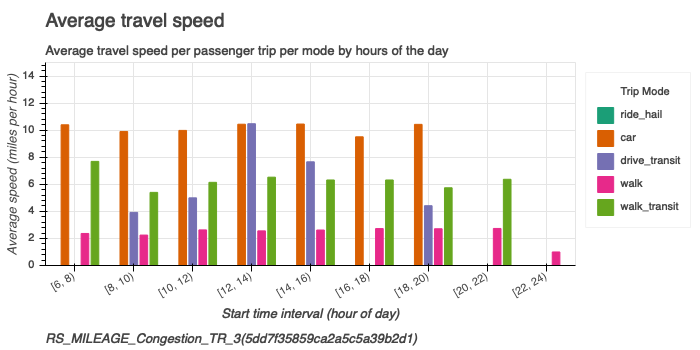 Average travel speed
Average travel speed per passenger trip per mode by hours of the day
Average speed (miles per hour)
14
12
10
8
6
4
2
0
[6, 8)
[8, 10)
[10, 12)
[12, 14)
[14, 16)
[16, 18)
[18, 20)
[20, 22)
[22, 24)
Start time interval (hour of day)
Trip Mode
ride_hail
car
drive_transit
walk
walk_transit
RS_MILEAGE_Congestion_TR_3(5dd7f35859ca2a5c5a39b2d1)